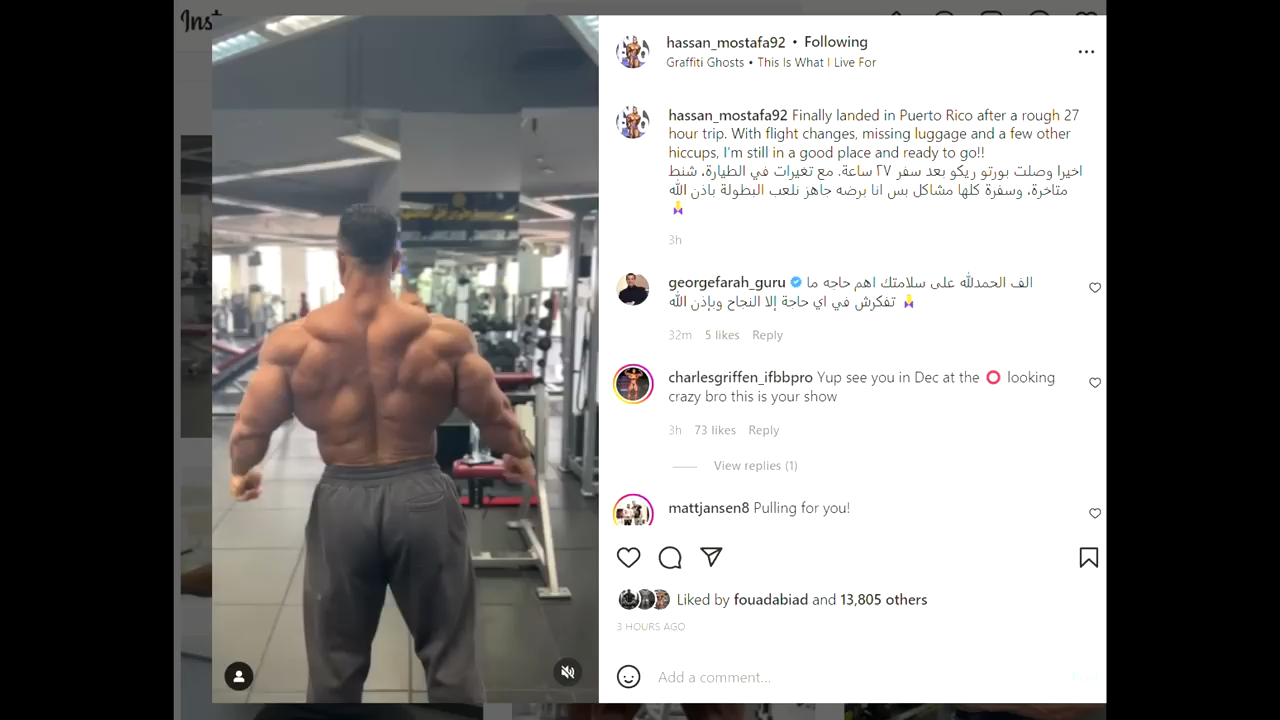 Inst
hassan_mostafa92 • Following
Graffiti Ghosts • This Is What I Live For
hassan_mostafa92 Finally landed in Puerto Rico after a rough 27
hour trip. With flight changes, missing luggage and a few other
hiccups, I'm still in a good place and ready to go!!
اخيرا وصلت بورتو ريكو بعد سفر ٢٧ ساعة. مع تغيرات في الطيارة، شنط
متاخرة، وسفرة كلها مشاكل بس انا برضه جاهز نلعب البطولة باذن الله
3h
georgefarah_guru الف الحمدلله على سلامتك اهم حاجه ما
تفكرش في اي حاجة إلا النجاح وبإذن الله
32m 5 likes Reply
charlesgriffen_ifbbpro Yup see you in Dec at the ⭕ looking
crazy bro this is your show
3h 73 likes Reply
View replies (1)
mattjansen8 Pulling for you!
Liked by fouadabiad and 13,805 others
3 HOURS AGO
Add a comment...